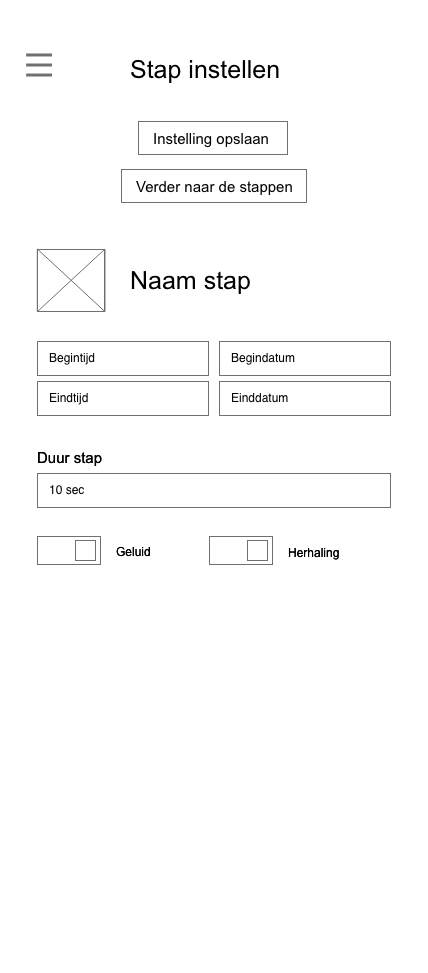 Stap instellen
Instelling opslaan
Verder naar de stappen
Naam stap
Begintijd
Begindatum
Eindtijd
Einddatum
Duur stap
10 sec
Geluid
Herhaling